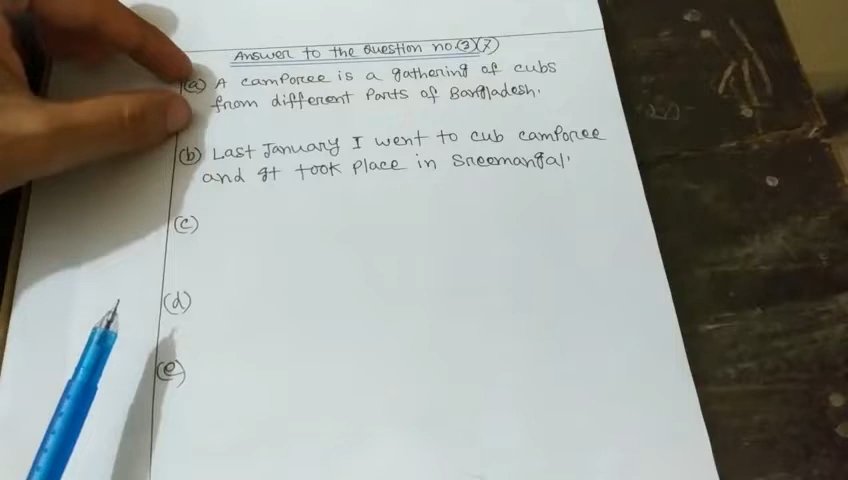 Answer to the Question no.(3)(7)
(a) A camporee is a gathering of cubs
from different Parts of Bangladesh.
(b) Last January I went to cub camporee
and It took place in Sreemangal.
(c)
(d)
(e)